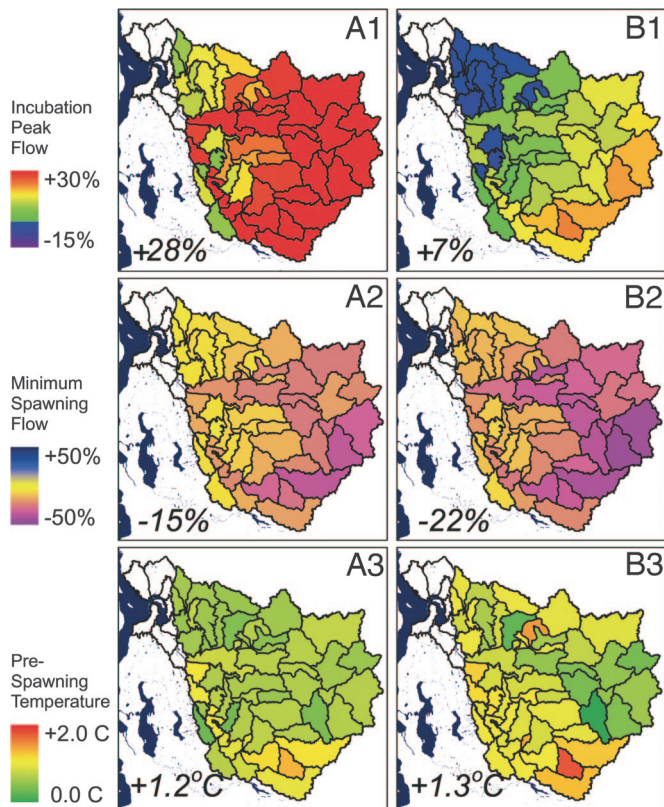 A1
B1
Incubation
Peak
Flow
+30%
-15%
+28%
+7%
A2
B2
Minimum
Spawning
Flow
+50%
-50%
-15%
-22%
A3
B3
Pre-
Spawning
Temperature
+2.0 C
0.0 C
+1.2°C
+1.3°C